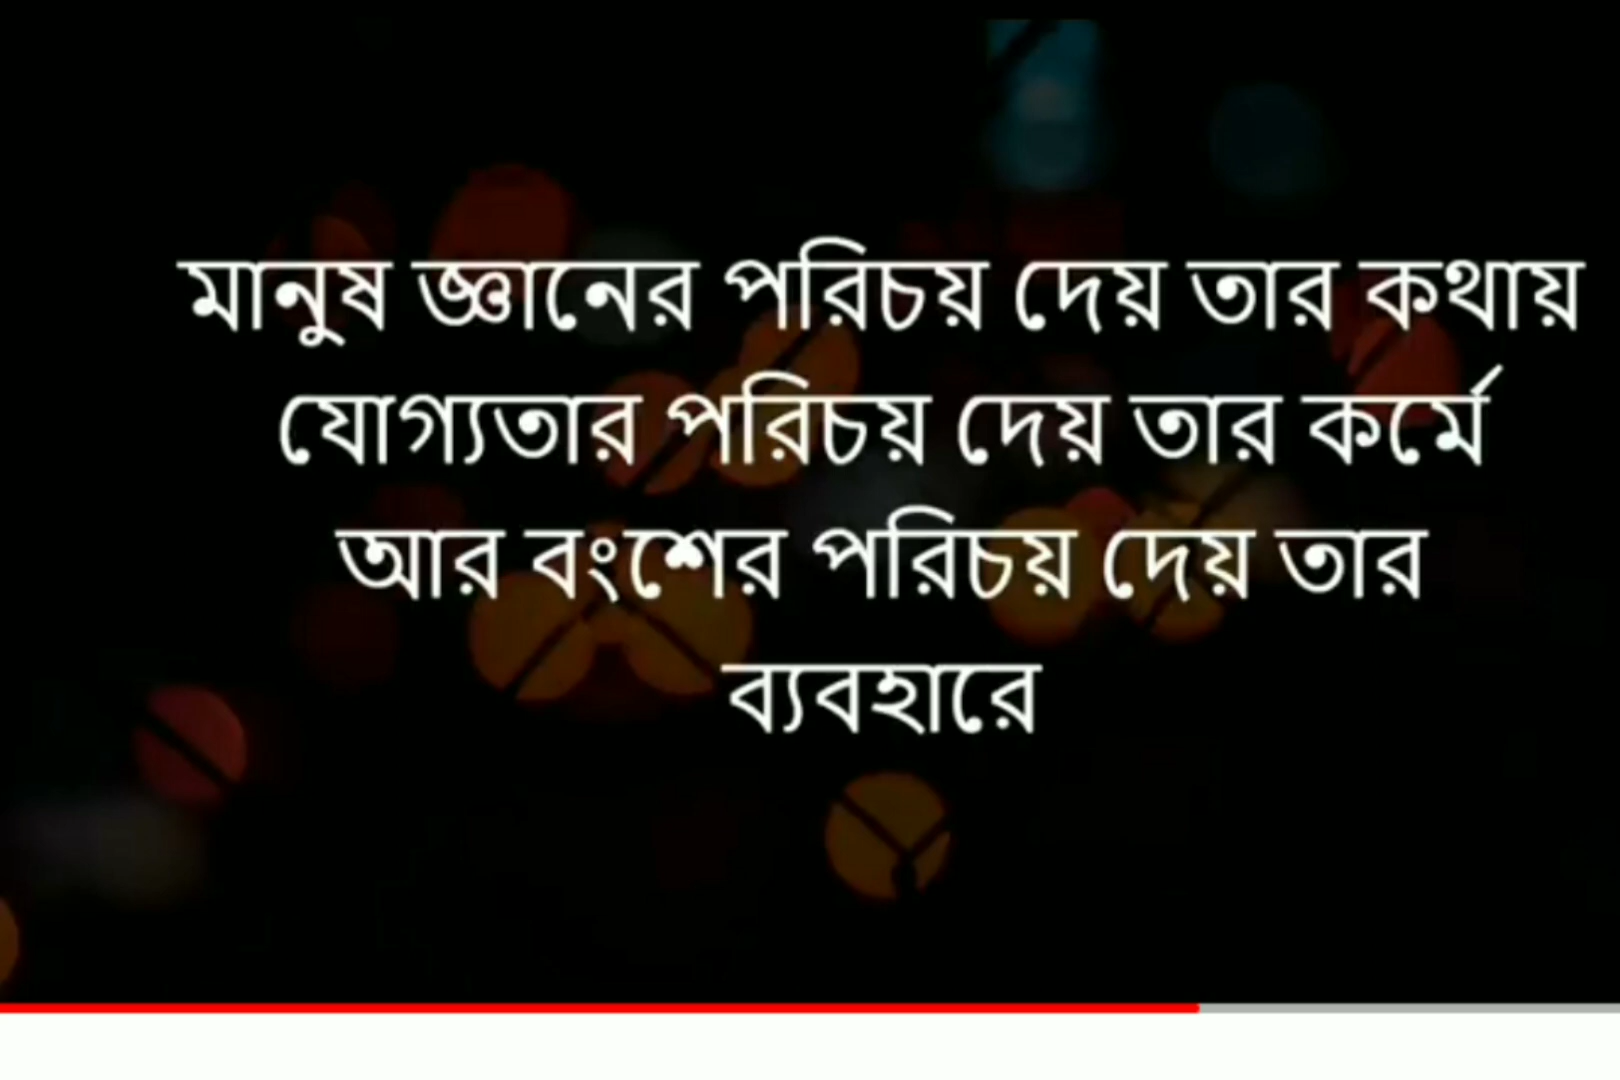 মানুষ জ্ঞানের পরিচয় দেয় তার কথায়
যোগ্যতার পরিচয় দেয় তার কর্মে
আর বংশের পরিচয় দেয় তার
ব্যবহারে